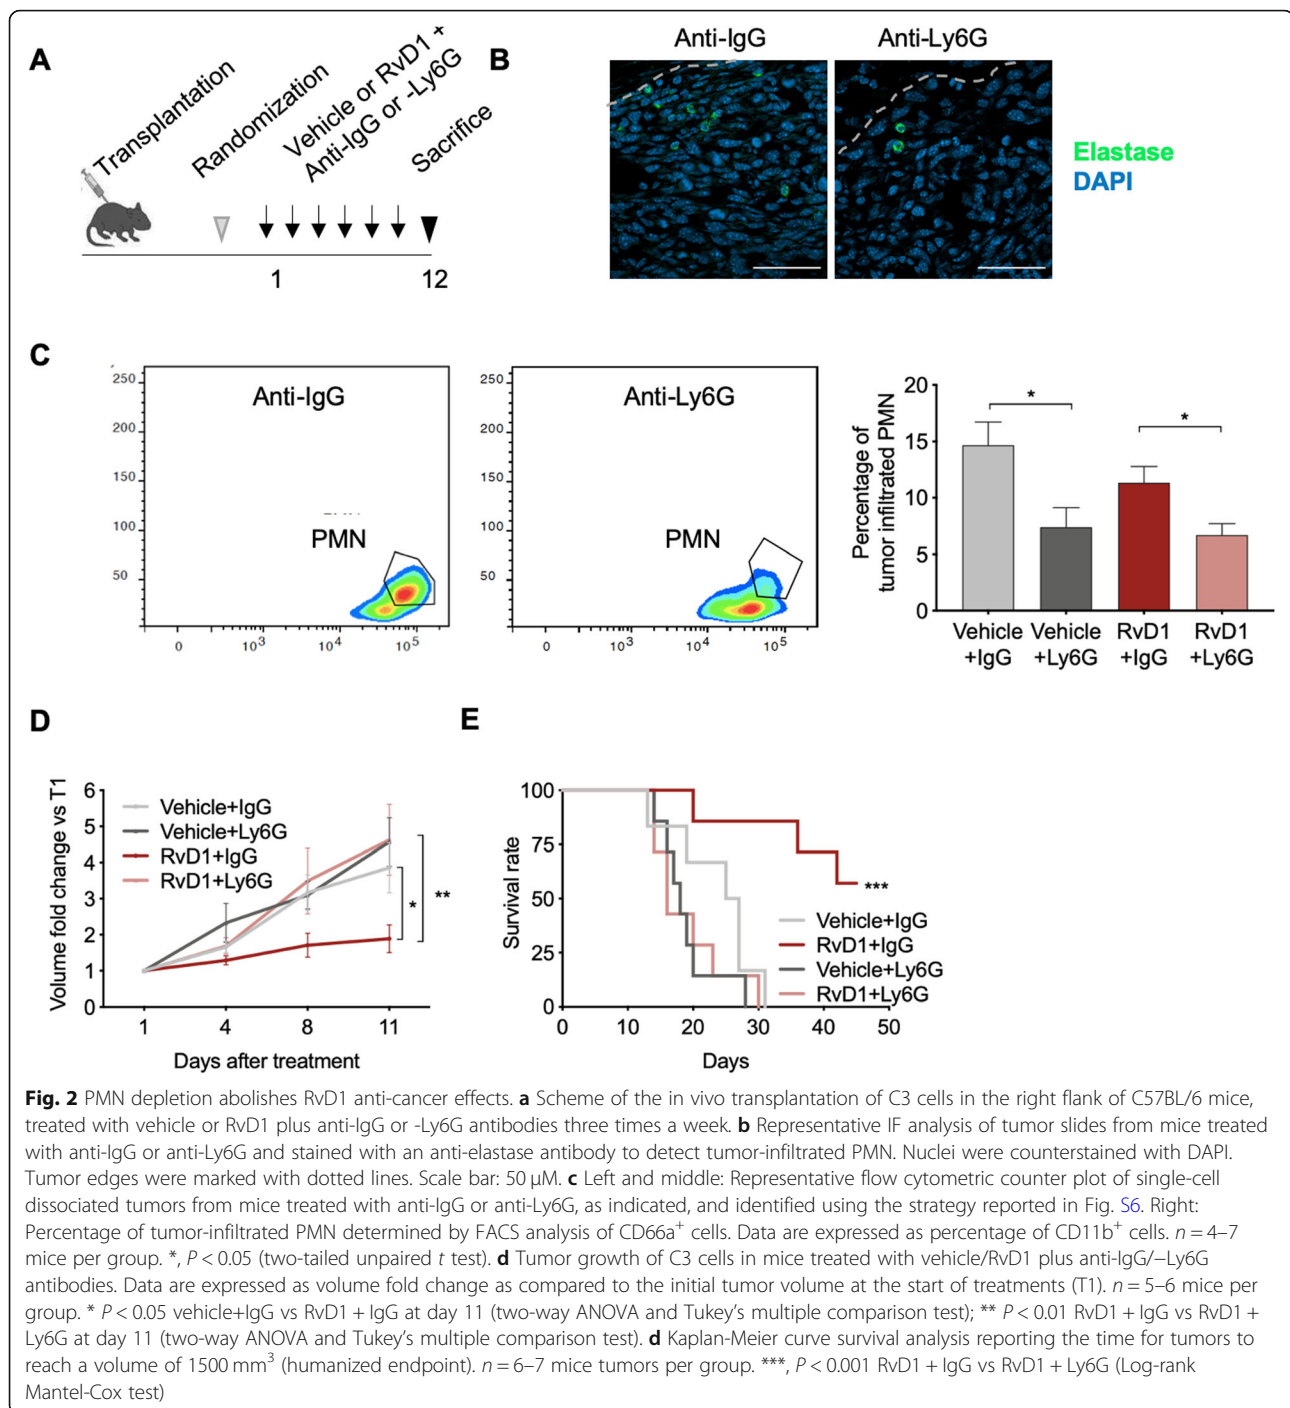 A
Transplantation
Randomization
Vehicle or RvD1 +
Anti-IgG or -Ly6G
Sacrifice
1
12
B
Anti-IgG
Anti-Ly6G
Elastase
DAPI
C
250
200
150
100
50
0
10³
10⁴
10⁵
Anti-IgG
PMN
250
200
150
100
50
0
10³
10⁴
10⁵
Anti-Ly6G
PMN
Percentage of
tumor infiltrated PMN
20
15
10
5
0
*
*
Vehicle
+IgG
Vehicle
+Ly6G
RvD1
+IgG
RvD1
+Ly6G
D
Volume fold change vs T1
6
5
4
3
2
1
0
Vehicle+IgG
Vehicle+Ly6G
RvD1+IgG
RvD1+Ly6G
*
**
1
4
8
11
Days after treatment
E
Survival rate
100
75
50
25
0
***
Vehicle+IgG
RvD1+IgG
Vehicle+Ly6G
RvD1+Ly6G
0
10
20
30
40
50
Days
Fig. 2 PMN depletion abolishes RvD1 anti-cancer effects. a Scheme of the in vivo transplantation of C3 cells in the right flank of C57BL/6 mice,
treated with vehicle or RvD1 plus anti-IgG or -Ly6G antibodies three times a week. b Representative IF analysis of tumor slides from mice treated
with anti-IgG or anti-Ly6G and stained with an anti-elastase antibody to detect tumor-infiltrated PMN. Nuclei were counterstained with DAPI.
Tumor edges were marked with dotted lines. Scale bar: 50 μM. c Left and middle: Representative flow cytometric counter plot of single-cell
dissociated tumors from mice treated with anti-IgG or anti-Ly6G, as indicated, and identified using the strategy reported in Fig. S6. Right:
Percentage of tumor-infiltrated PMN determined by FACS analysis of CD66a⁺ cells. Data are expressed as percentage of CD11b⁺ cells. n = 4–7
mice per group. *, P < 0.05 (two-tailed unpaired t test). d Tumor growth of C3 cells in mice treated with vehicle/RvD1 plus anti-IgG/−Ly6G
antibodies. Data are expressed as volume fold change as compared to the initial tumor volume at the start of treatments (T1). n = 5–6 mice per
group. * P < 0.05 vehicle+IgG vs RvD1 + IgG at day 11 (two-way ANOVA and Tukey's multiple comparison test); ** P < 0.01 RvD1 + IgG vs RvD1 +
Ly6G at day 11 (two-way ANOVA and Tukey's multiple comparison test). d Kaplan-Meier curve survival analysis reporting the time for tumors to
reach a volume of 1500 mm³ (humanized endpoint). n = 6–7 mice tumors per group. ***, P < 0.001 RvD1 + IgG vs RvD1 + Ly6G (Log-rank
Mantel-Cox test)